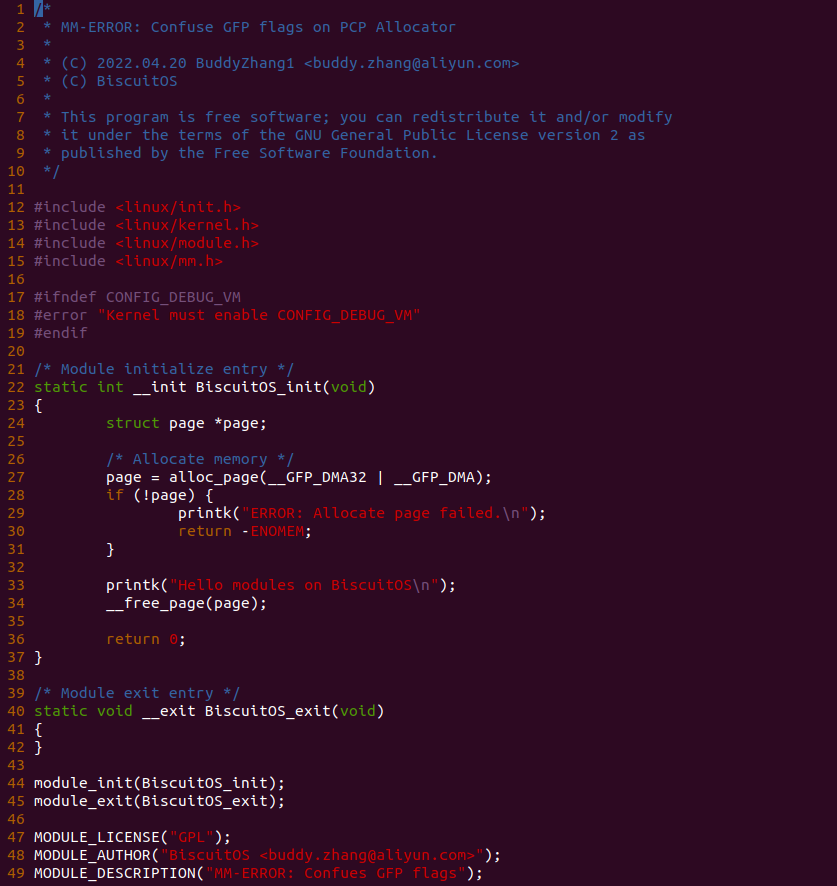 1 /*
2  * MM-ERROR: Confuse GFP flags on PCP Allocator
3  *
4  * (C) 2022.04.20 BuddyZhang1 <buddy.zhang@aliyun.com>
5  * (C) BiscuitOS
6  *
7  * This program is free software; you can redistribute it and/or modify
8  * it under the terms of the GNU General Public License version 2 as
9  * published by the Free Software Foundation.
10  */
11
12 #include <linux/init.h>
13 #include <linux/kernel.h>
14 #include <linux/module.h>
15 #include <linux/mm.h>
16
17 #ifndef CONFIG_DEBUG_VM
18 #error "Kernel must enable CONFIG_DEBUG_VM"
19 #endif
20
21 /* Module initialize entry */
22 static int __init BiscuitOS_init(void)
23 {
24         struct page *page;
25
26         /* Allocate memory */
27         page = alloc_page(__GFP_DMA32 | __GFP_DMA);
28         if (!page) {
29                 printk("ERROR: Allocate page failed.\n");
30                 return -ENOMEM;
31         }
32
33         printk("Hello modules on BiscuitOS\n");
34         __free_page(page);
35
36         return 0;
37 }
38
39 /* Module exit entry */
40 static void __exit BiscuitOS_exit(void)
41 {
42 }
43
44 module_init(BiscuitOS_init);
45 module_exit(BiscuitOS_exit);
46
47 MODULE_LICENSE("GPL");
48 MODULE_AUTHOR("BiscuitOS <buddy.zhang@aliyun.com>");
49 MODULE_DESCRIPTION("MM-ERROR: Confues GFP flags");